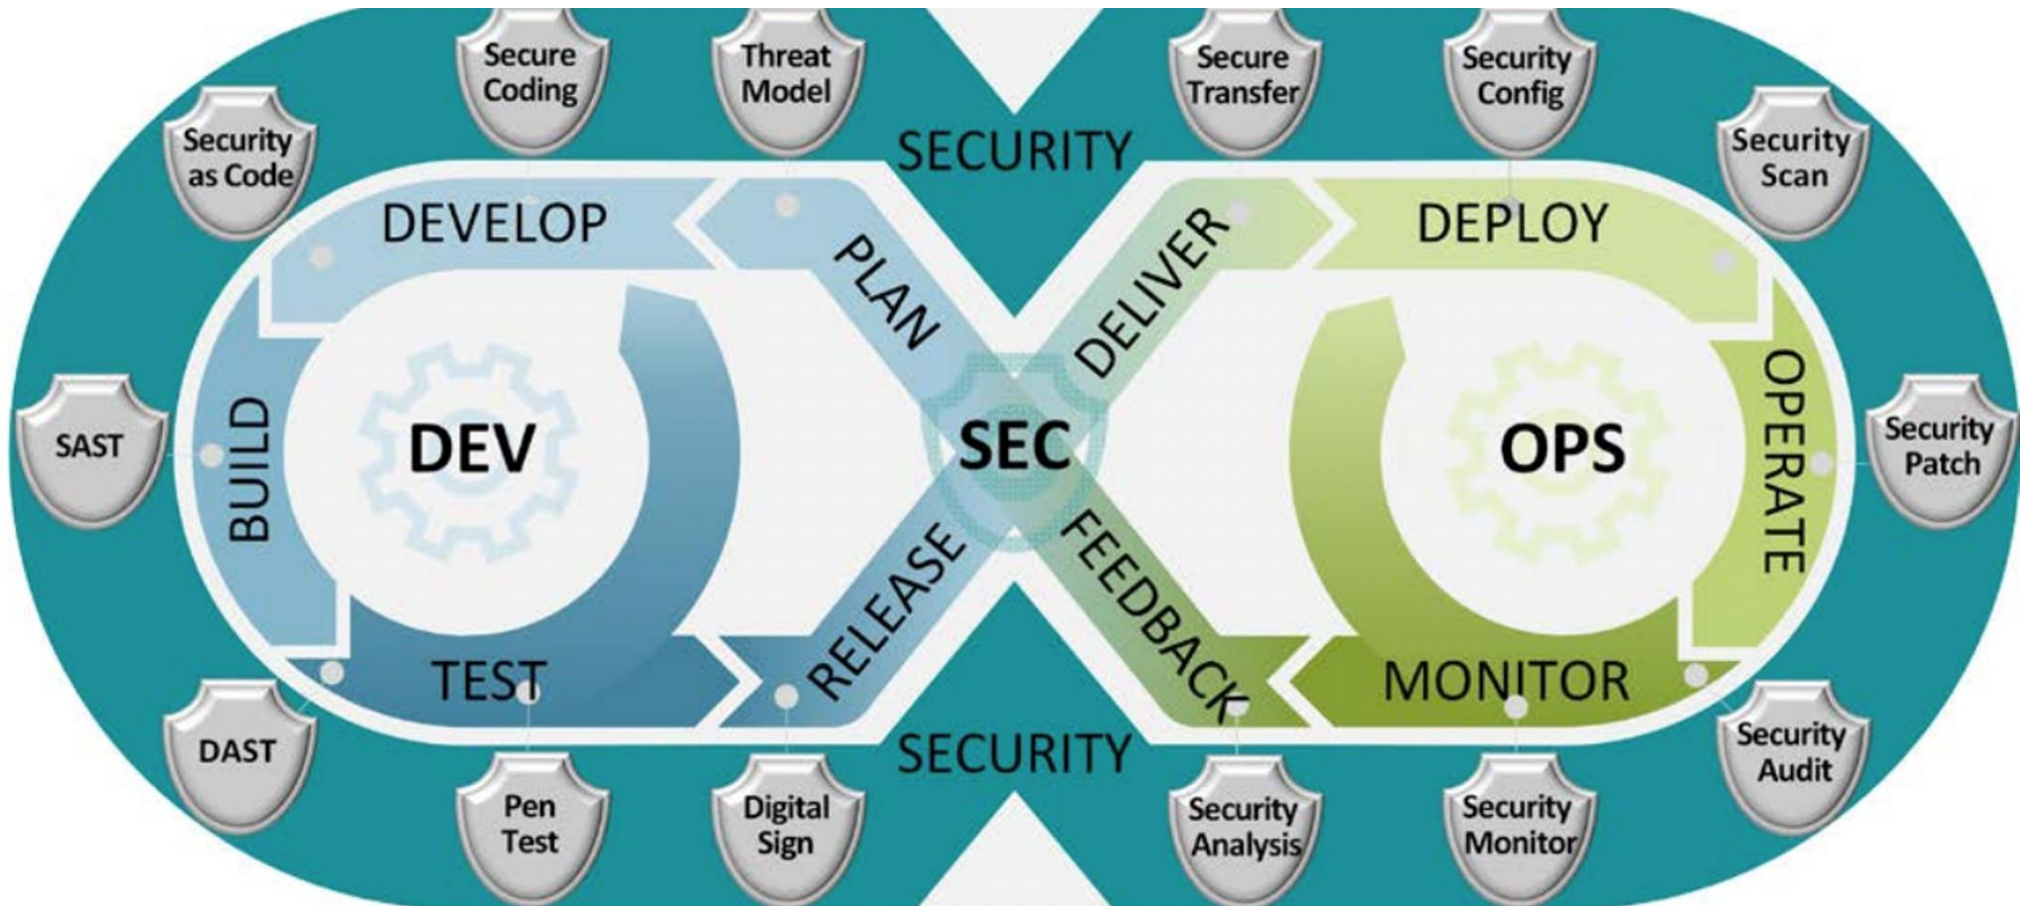 Secure
Coding
Threat
Model
Secure
Transfer
Security
Config
Security
as Code
Security
Scan
SECURITY
DEVELOP
PLAN
DELIVER
DEPLOY
SAST
BUILD
DEV
SEC
OPS
OPERATE
Security
Patch
TEST
RELEASE
FEEDBACK
MONITOR
DAST
SECURITY
Security
Audit
Pen
Test
Digital
Sign
Security
Analysis
Security
Monitor